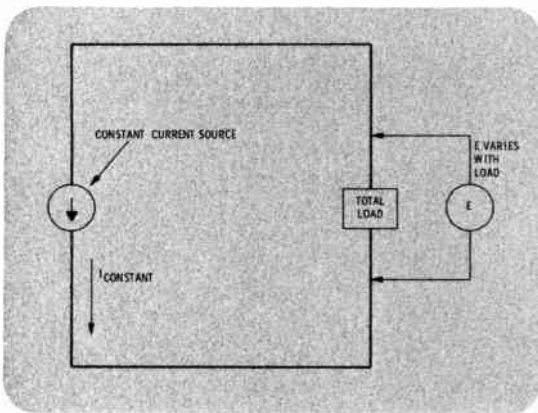 CONSTANT CURRENT SOURCE
E VARIES
WITH
LOAD
TOTAL
LOAD
E
I CONSTANT